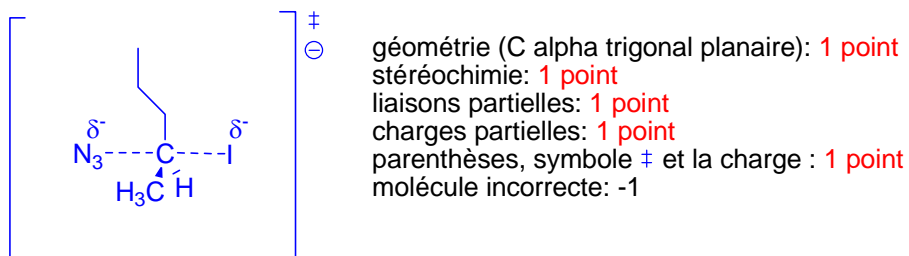 ‡
⊖
géométrie (C alpha trigonal planaire): 1 point
stéréochimie: 1 point
liaisons partielles: 1 point
charges partielles: 1 point
parenthèses, symbole ‡ et la charge : 1 point
molécule incorrecte: -1
δ- δ-
N₃ C I
H₃C H